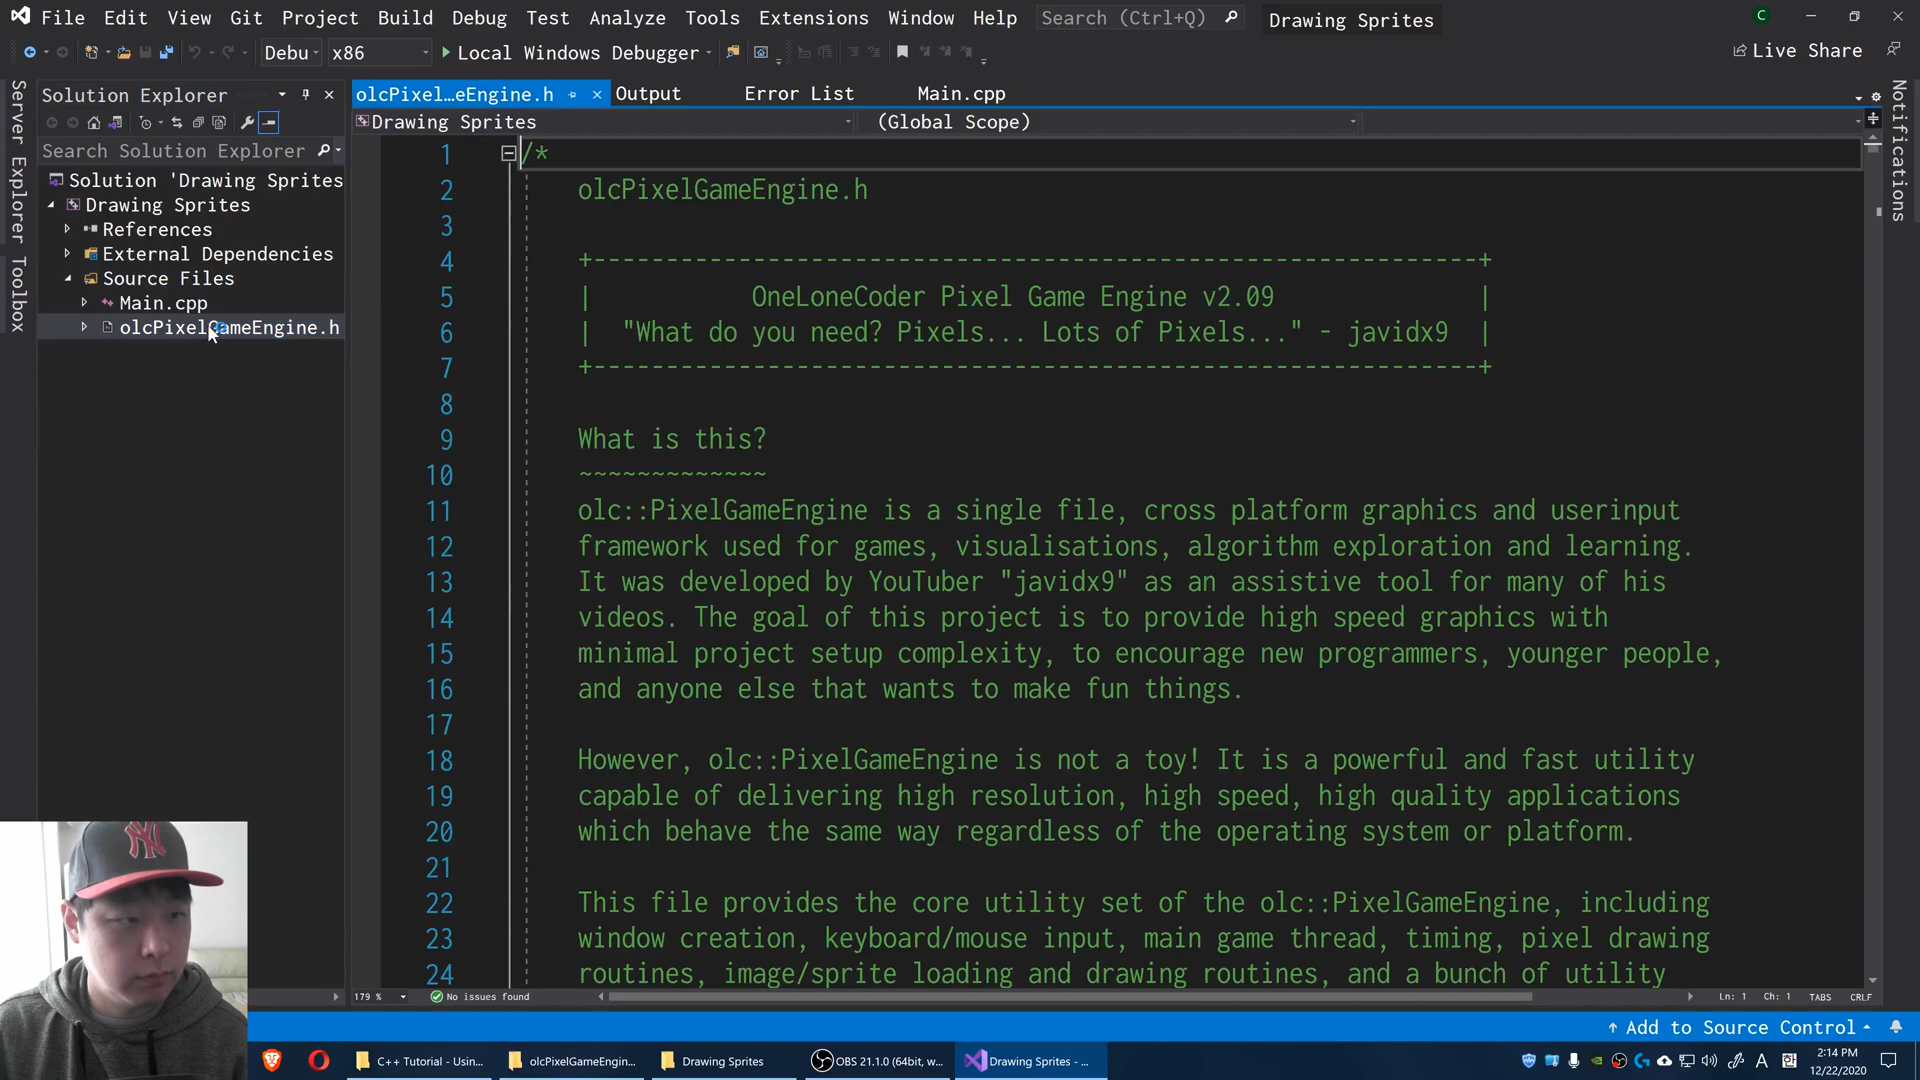 File Edit View Git Project Build Debug Test Analyze Tools Extensions Window Help Search (Ctrl+Q) Drawing Sprites C
Debu x86 Local Windows Debugger Live Share
Server Explorer
Toolbox
Notifications
Solution Explorer
Search Solution Explorer
Solution 'Drawing Sprites
Drawing Sprites
References
External Dependencies
Source Files
Main.cpp
olcPixelGameEngine.h
olcPixel...eEngine.h Output Error List Main.cpp
Drawing Sprites (Global Scope)
1 /*
2 olcPixelGameEngine.h
3
4 +-------------------------------------------------------------+
5 | OneLoneCoder Pixel Game Engine v2.09 |
6 | "What do you need? Pixels... Lots of Pixels..." - javidx9 |
7 +-------------------------------------------------------------+
8
9 What is this?
10 ~~~~~~~~~~~~~
11 olc::PixelGameEngine is a single file, cross platform graphics and userinput
12 framework used for games, visualisations, algorithm exploration and learning.
13 It was developed by YouTuber "javidx9" as an assistive tool for many of his
14 videos. The goal of this project is to provide high speed graphics with
15 minimal project setup complexity, to encourage new programmers, younger people,
16 and anyone else that wants to make fun things.
17
18 However, olc::PixelGameEngine is not a toy! It is a powerful and fast utility
19 capable of delivering high resolution, high speed, high quality applications
20 which behave the same way regardless of the operating system or platform.
21
22 This file provides the core utility set of the olc::PixelGameEngine, including
23 window creation, keyboard/mouse input, main game thread, timing, pixel drawing
24 routines, image/sprite loading and drawing routines, and a bunch of utility
179 % No issues found Ln: 1 Ch: 1 TABS CRLF
Add to Source Control
C++ Tutorial - Usin... olcPixelGameEngin... Drawing Sprites OBS 21.1.0 (64bit, w... Drawing Sprites - ... A 한 2:14 PM
12/22/2020